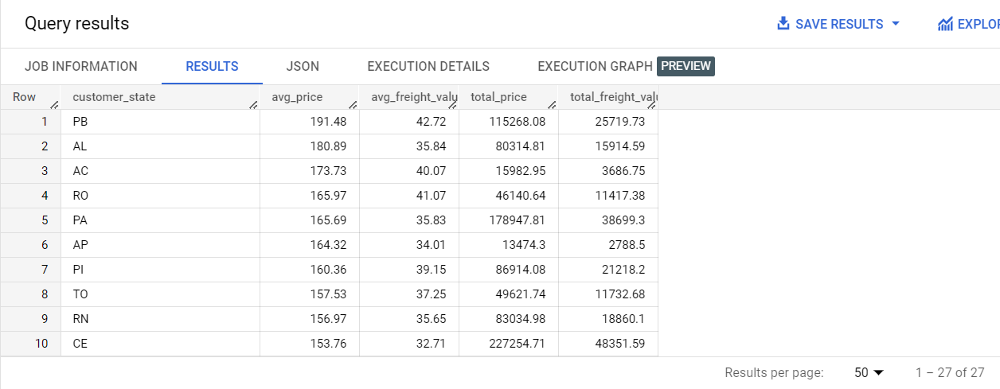 Query results SAVE RESULTS EXPLOR
JOB INFORMATION RESULTS JSON EXECUTION DETAILS EXECUTION GRAPH PREVIEW
Row customer_state avg_price avg_freight_valu total_price total_freight_valu
1 PB 191.48 42.72 115268.08 25719.73
2 AL 180.89 35.84 80314.81 15914.59
3 AC 173.73 40.07 15982.95 3686.75
4 RO 165.97 41.07 46140.64 11417.38
5 PA 165.69 35.83 178947.81 38699.3
6 AP 164.32 34.01 13474.3 2788.5
7 PI 160.36 39.15 86914.08 21218.2
8 TO 157.53 37.25 49621.74 11732.68
9 RN 156.97 35.65 83034.98 18860.1
10 CE 153.76 32.71 227254.71 48351.59
Results per page: 50 1 – 27 of 27